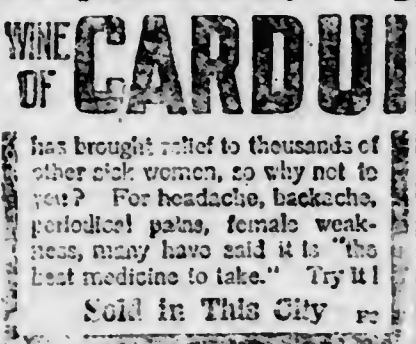 WINE
OF CARDUI
has brought relief to thousands of
other sick women, so why not to
you? For headache, backache,
periodical pains, female weak-
ness, many have said it is "the
best medicine to take." Try it!
Sold in This City